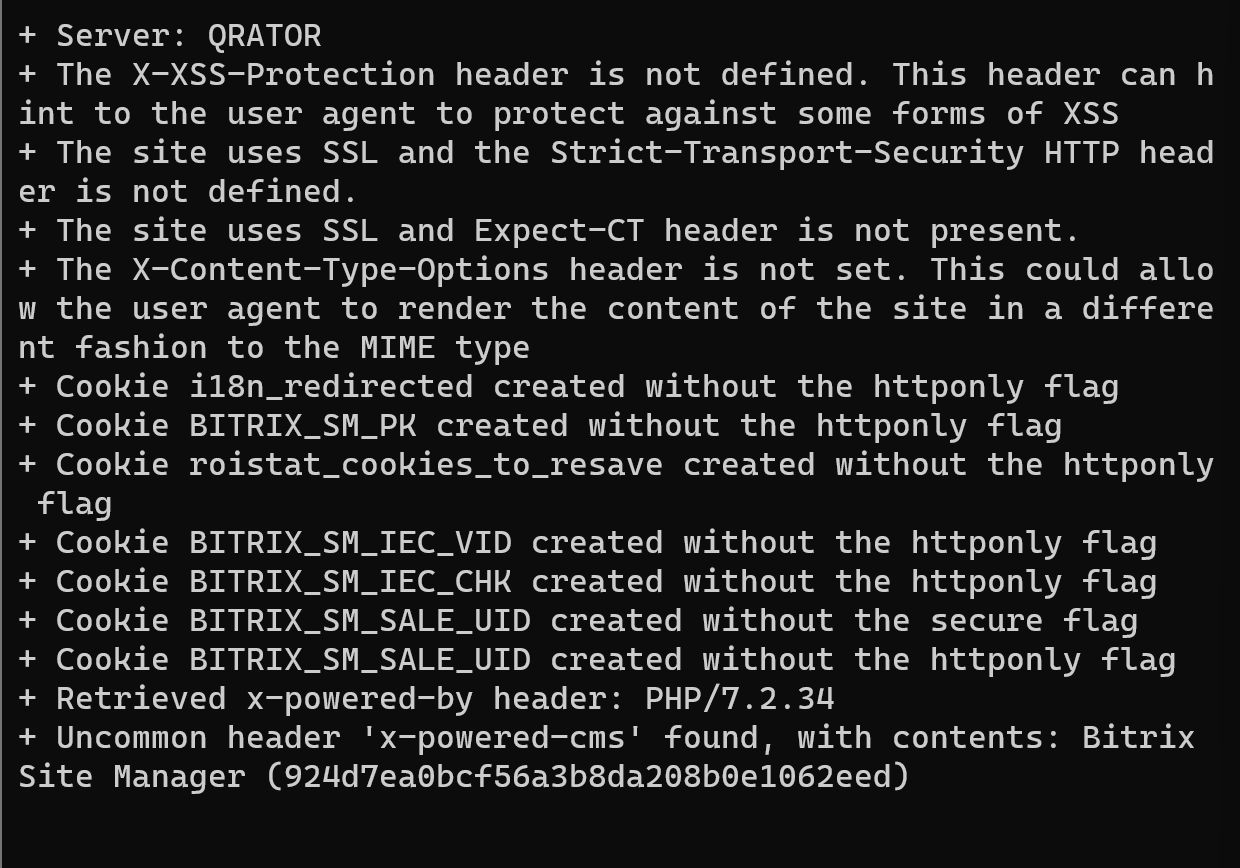 + Server: QRATOR
+ The X-XSS-Protection header is not defined. This header can h
int to the user agent to protect against some forms of XSS
+ The site uses SSL and the Strict-Transport-Security HTTP head
er is not defined.
+ The site uses SSL and Expect-CT header is not present.
+ The X-Content-Type-Options header is not set. This could allo
w the user agent to render the content of the site in a differe
nt fashion to the MIME type
+ Cookie i18n_redirected created without the httponly flag
+ Cookie BITRIX_SM_PK created without the httponly flag
+ Cookie roistat_cookies_to_resave created without the httponly
 flag
+ Cookie BITRIX_SM_IEC_VID created without the httponly flag
+ Cookie BITRIX_SM_IEC_CHK created without the httponly flag
+ Cookie BITRIX_SM_SALE_UID created without the secure flag
+ Cookie BITRIX_SM_SALE_UID created without the httponly flag
+ Retrieved x-powered-by header: PHP/7.2.34
+ Uncommon header 'x-powered-cms' found, with contents: Bitrix
Site Manager (924d7ea0bcf56a3b8da208b0e1062eed)